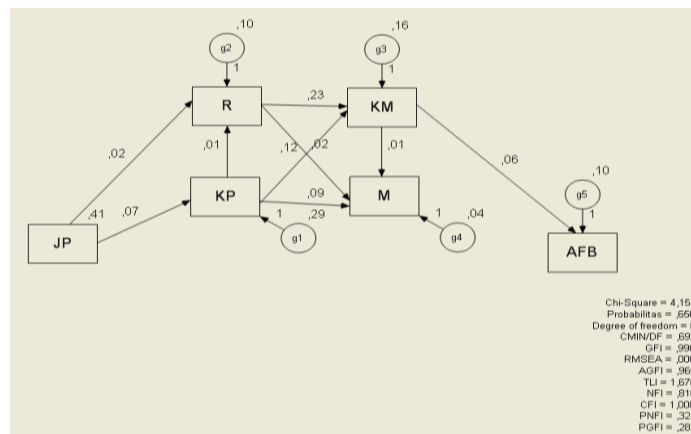 ,10
g2
1
,16
g3
1
R
,23
KM
,02
,01
,12
,02
,01
,06
,10
g5
1
KP
,09
M
,41
,07
1
,29
1
,04
JP
g1
g4
AFB
Chi-Square = 4,15
Probabilitas = ,65
Degree of freedom =
CMIN/DF = ,69
GFI = ,99
RMSEA = ,00
AGFI = ,96
TLI = 1,67
NFI = ,81
CFI = 1,00
PNFI = ,32
PGFI = ,28